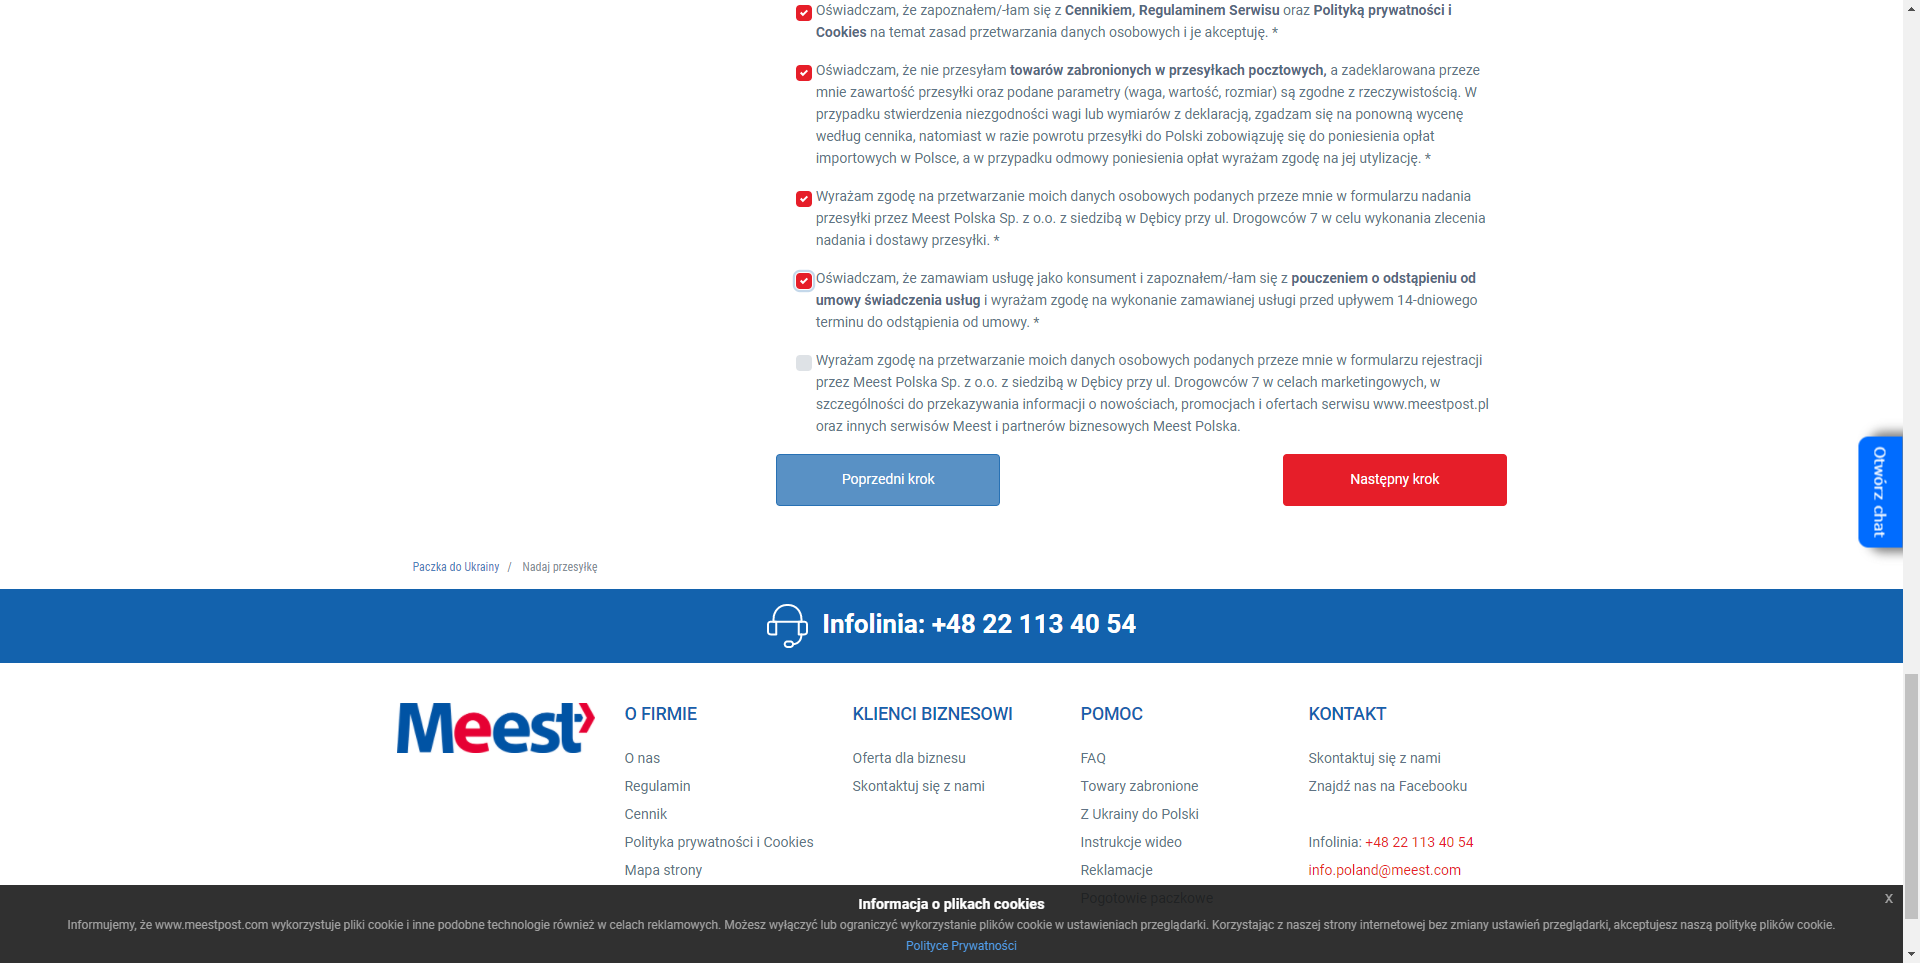 Oświadczam, że zapoznałem/-łam się z Cennikiem, Regulaminem Serwisu oraz Polityką prywatności i
Cookies na temat zasad przetwarzania danych osobowych i je akceptuję. *
Oświadczam, że nie przesyłam towarów zabronionych w przesyłkach pocztowych, a zadeklarowana przeze
mnie zawartość przesyłki oraz podane parametry (waga, wartość, rozmiar) są zgodne z rzeczywistością. W
przypadku stwierdzenia niezgodności wagi lub wymiarów z deklaracją, zgadzam się na ponowną wycenę
według cennika, natomiast w razie powrotu przesyłki do Polski zobowiązuję się do poniesienia opłat
importowych w Polsce, a w przypadku odmowy poniesienia opłat wyrażam zgodę na jej utylizację. *
Wyrażam zgodę na przetwarzanie moich danych osobowych podanych przeze mnie w formularzu nadania
przesyłki przez Meest Polska Sp. z o.o. z siedzibą w Dębicy przy ul. Drogowców 7 w celu wykonania zlecenia
nadania i dostawy przesyłki. *
Oświadczam, że zamawiam usługę jako konsument i zapoznałem/-łam się z pouczeniem o odstąpieniu od
umowy świadczenia usług i wyrażam zgodę na wykonanie zamawianej usługi przed upływem 14-dniowego
terminu do odstąpienia od umowy. *
Wyrażam zgodę na przetwarzanie moich danych osobowych podanych przeze mnie w formularzu rejestracji
przez Meest Polska Sp. z o.o. z siedzibą w Dębicy przy ul. Drogowców 7 w celach marketingowych, w
szczególności do przekazywania informacji o nowościach, promocjach i ofertach serwisu www.meestpost.pl
oraz innych serwisów Meest i partnerów biznesowych Meest Polska.
Poprzedni krok
Następny krok
Otwórz chat
Paczka do Ukrainy / Nadaj przesyłkę
Infolinia: +48 22 113 40 54
Meest
O FIRMIE
O nas
Regulamin
Cennik
Polityka prywatności i Cookies
Mapa strony
KLIENCI BIZNESOWI
Oferta dla biznesu
Skontaktuj się z nami
POMOC
FAQ
Towary zabronione
Z Ukrainy do Polski
Instrukcje wideo
Reklamacje
Pogotowie paczkowe
KONTAKT
Skontaktuj się z nami
Znajdź nas na Facebooku
Infolinia: +48 22 113 40 54
info.poland@meest.com
Informacja o plikach cookies
X
Informujemy, że www.meestpost.com wykorzystuje pliki cookie i inne podobne technologie również w celach reklamowych. Możesz wyłączyć lub ograniczyć wykorzystanie plików cookie w ustawieniach przeglądarki. Korzystając z naszej strony internetowej bez zmiany ustawień przeglądarki, akceptujesz naszą politykę plików cookie.
Polityce Prywatności